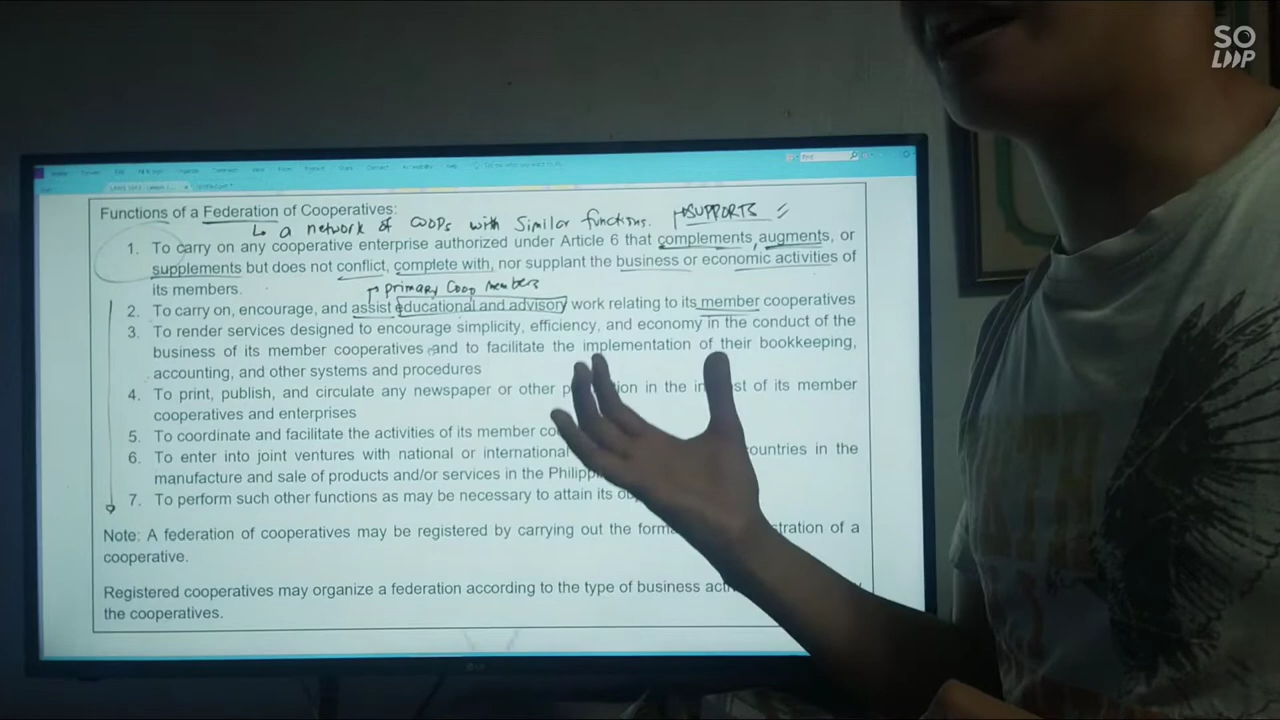 SO
LOOP
Find
Functions of a Federation of Cooperatives:
↳ a network of COOPs with similar functions. SUPPORTS
1. To carry on any cooperative enterprise authorized under Article 6 that complements, augments, or
supplements but does not conflict, complete with, nor supplant the business or economic activities of
its members.
primary Coop members
2. To carry on, encourage, and assist educational and advisory work relating to its member cooperatives
3. To render services designed to encourage simplicity, efficiency, and economy in the conduct of the
business of its member cooperatives and to facilitate the implementation of their bookkeeping,
accounting, and other systems and procedures
4. To print, publish, and circulate any newspaper or other in the of its member
cooperatives and enterprises
5. To coordinate and facilitate the activities of its member
6. To enter into joint ventures with national or international in the
manufacture and sale of products and/or services in the
7. To perform such other functions as may be necessary to attain its
Note: A federation of cooperatives may be registered by carrying out the of a
cooperative.
Registered cooperatives may organize a federation according to the type of business
the cooperatives.
LG